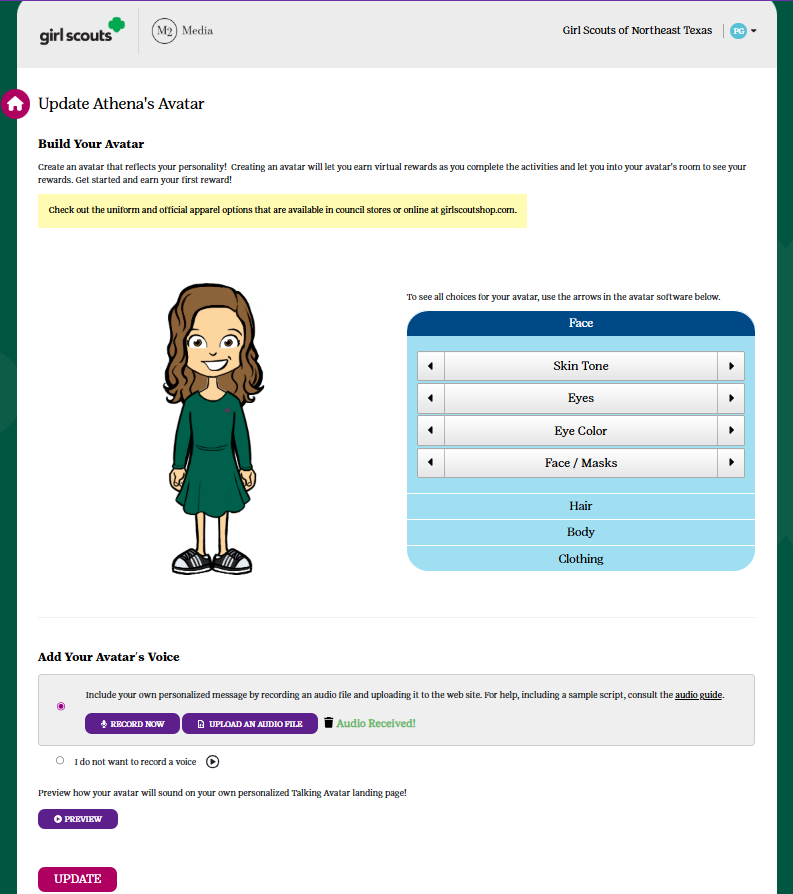 girl scouts
M2 Media
Girl Scouts of Northeast Texas
PG
Update Athena's Avatar
Build Your Avatar
Create an avatar that reflects your personality! Creating an avatar will let you earn virtual rewards as you complete the activities and let you into your avatar's room to see your
rewards. Get started and earn your first reward!
Check out the uniform and official apparel options that are available in council stores or online at girlscoutshop.com.
To see all choices for your avatar, use the arrows in the avatar software below.
Face
Skin Tone
Eyes
Eye Color
Face / Masks
Hair
Body
Clothing
Add Your Avatar's Voice
Include your own personalized message by recording an audio file and uploading it to the web site. For help, including a sample script, consult the audio guide.
RECORD NOW
UPLOAD AN AUDIO FILE
Audio Received!
I do not want to record a voice
Preview how your avatar will sound on your own personalized Talking Avatar landing page!
PREVIEW
UPDATE